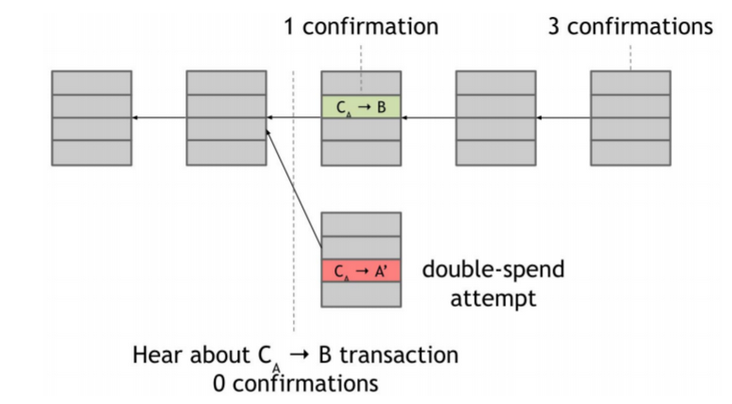 1 confirmation
3 confirmations
C_A → B
C_A → A'
double-spend
attempt
Hear about C_A → B transaction
0 confirmations